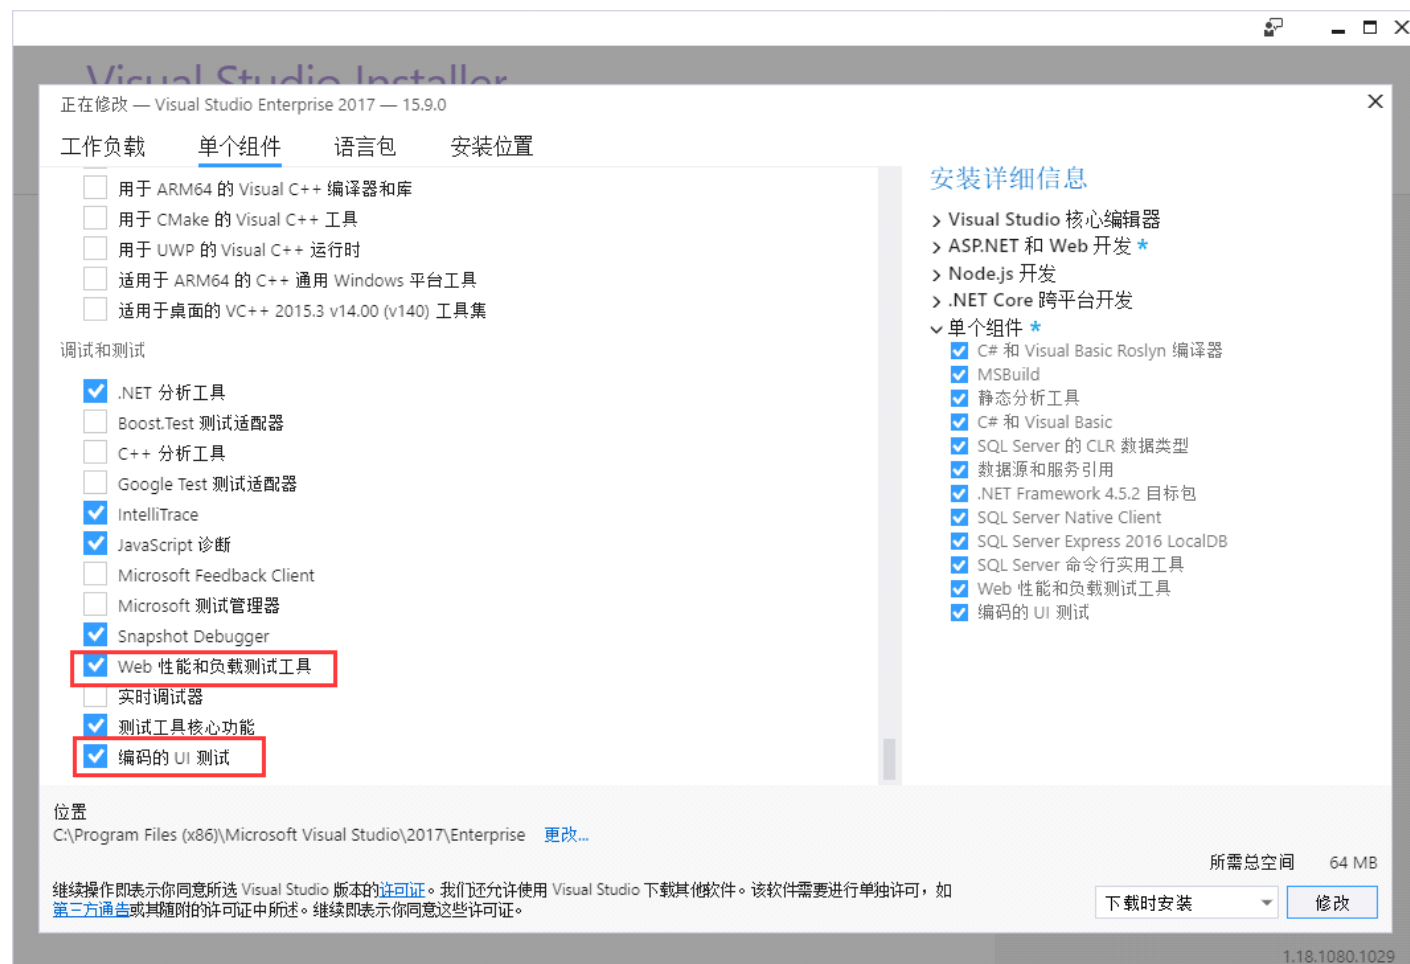 Visual Studio Installer
正在修改 — Visual Studio Enterprise 2017 — 15.9.0
工作负载 单个组件 语言包 安装位置
用于 ARM64 的 Visual C++ 编译器和库
用于 CMake 的 Visual C++ 工具
用于 UWP 的 Visual C++ 运行时
适用于 ARM64 的 C++ 通用 Windows 平台工具
适用于桌面的 VC++ 2015.3 v14.00 (v140) 工具集
调试和测试
.NET 分析工具
Boost.Test 测试适配器
C++ 分析工具
Google Test 测试适配器
IntelliTrace
JavaScript 诊断
Microsoft Feedback Client
Microsoft 测试管理器
Snapshot Debugger
Web 性能和负载测试工具
实时调试器
测试工具核心功能
编码的 UI 测试
安装详细信息
Visual Studio 核心编辑器
ASP.NET 和 Web 开发 *
Node.js 开发
.NET Core 跨平台开发
单个组件 *
C# 和 Visual Basic Roslyn 编译器
MSBuild
静态分析工具
C# 和 Visual Basic
SQL Server 的 CLR 数据类型
数据源和服务引用
.NET Framework 4.5.2 目标包
SQL Server Native Client
SQL Server Express 2016 LocalDB
SQL Server 命令行实用工具
Web 性能和负载测试工具
编码的 UI 测试
位置
C:\Program Files (x86)\Microsoft Visual Studio\2017\Enterprise 更改...
所需总空间 64 MB
继续操作即表示你同意所选 Visual Studio 版本的许可证。我们还允许使用 Visual Studio 下载其他软件。该软件需要进行单独许可，如
第三方通告或其随附的许可证中所述。继续即表示你同意这些许可证。
下载时安装 修改
1.18.1080.1029